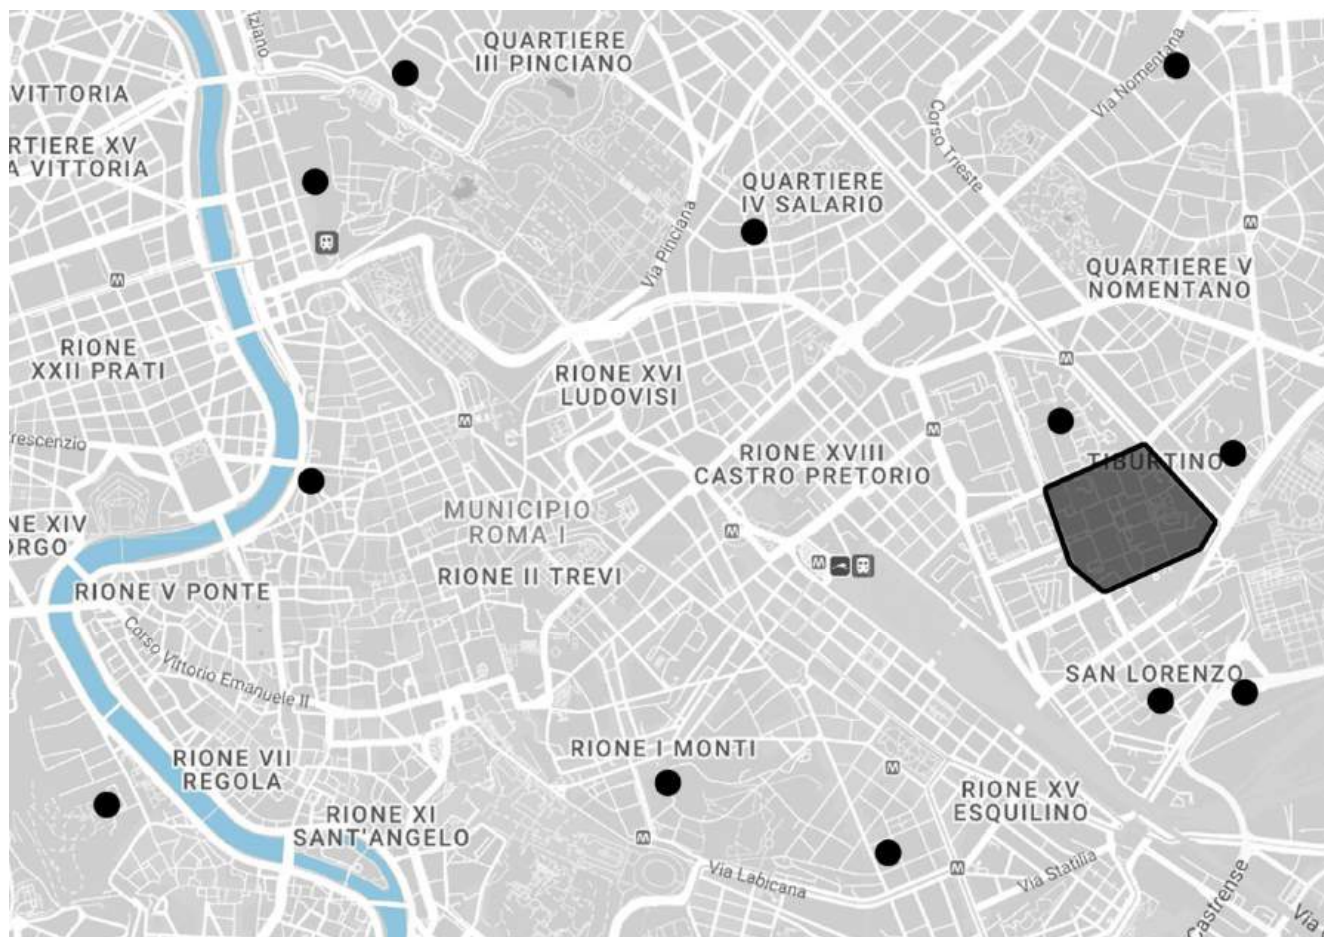 iziano
QUARTIERE
III PINCIANO
VITTORIA
RTIERE XV
A VITTORIA
Via Nomentana
Corso Trieste
QUARTIERE
IV SALARIO
Via Pinciana
M
QUARTIERE V
NOMENTANO
M
RIONE
XXII PRATI
M
RIONE XVI
LUDOVISI
M
M
rescenzio
RIONE XVIII
CASTRO PRETORIO
TIBURTINO
MUNICIPIO
ROMA I
NE XIV
ORGO
M
M
RIONE II TREVI
RIONE V PONTE
Corso Vittorio Emanuele II
SAN LORENZO
RIONE I MONTI
RIONE VII
REGOLA
M
RIONE XV
ESQUILINO
RIONE XI
SANT'ANGELO
M
M
Via Labicana
Via Statilia
Castrense
Via